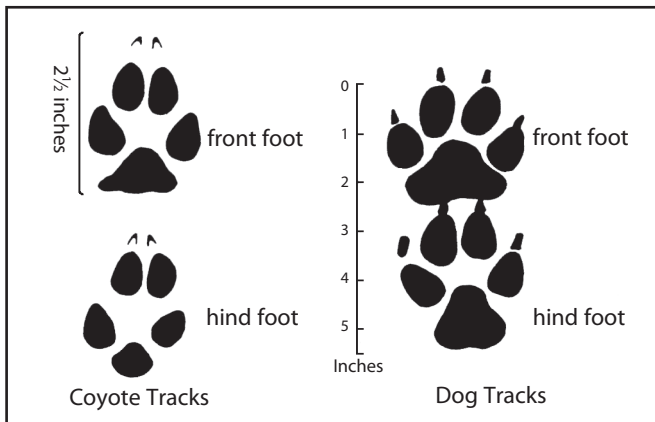 2½ inches
front foot
hind foot
Coyote Tracks
0
1
2
3
4
5
Inches
front foot
hind foot
Dog Tracks